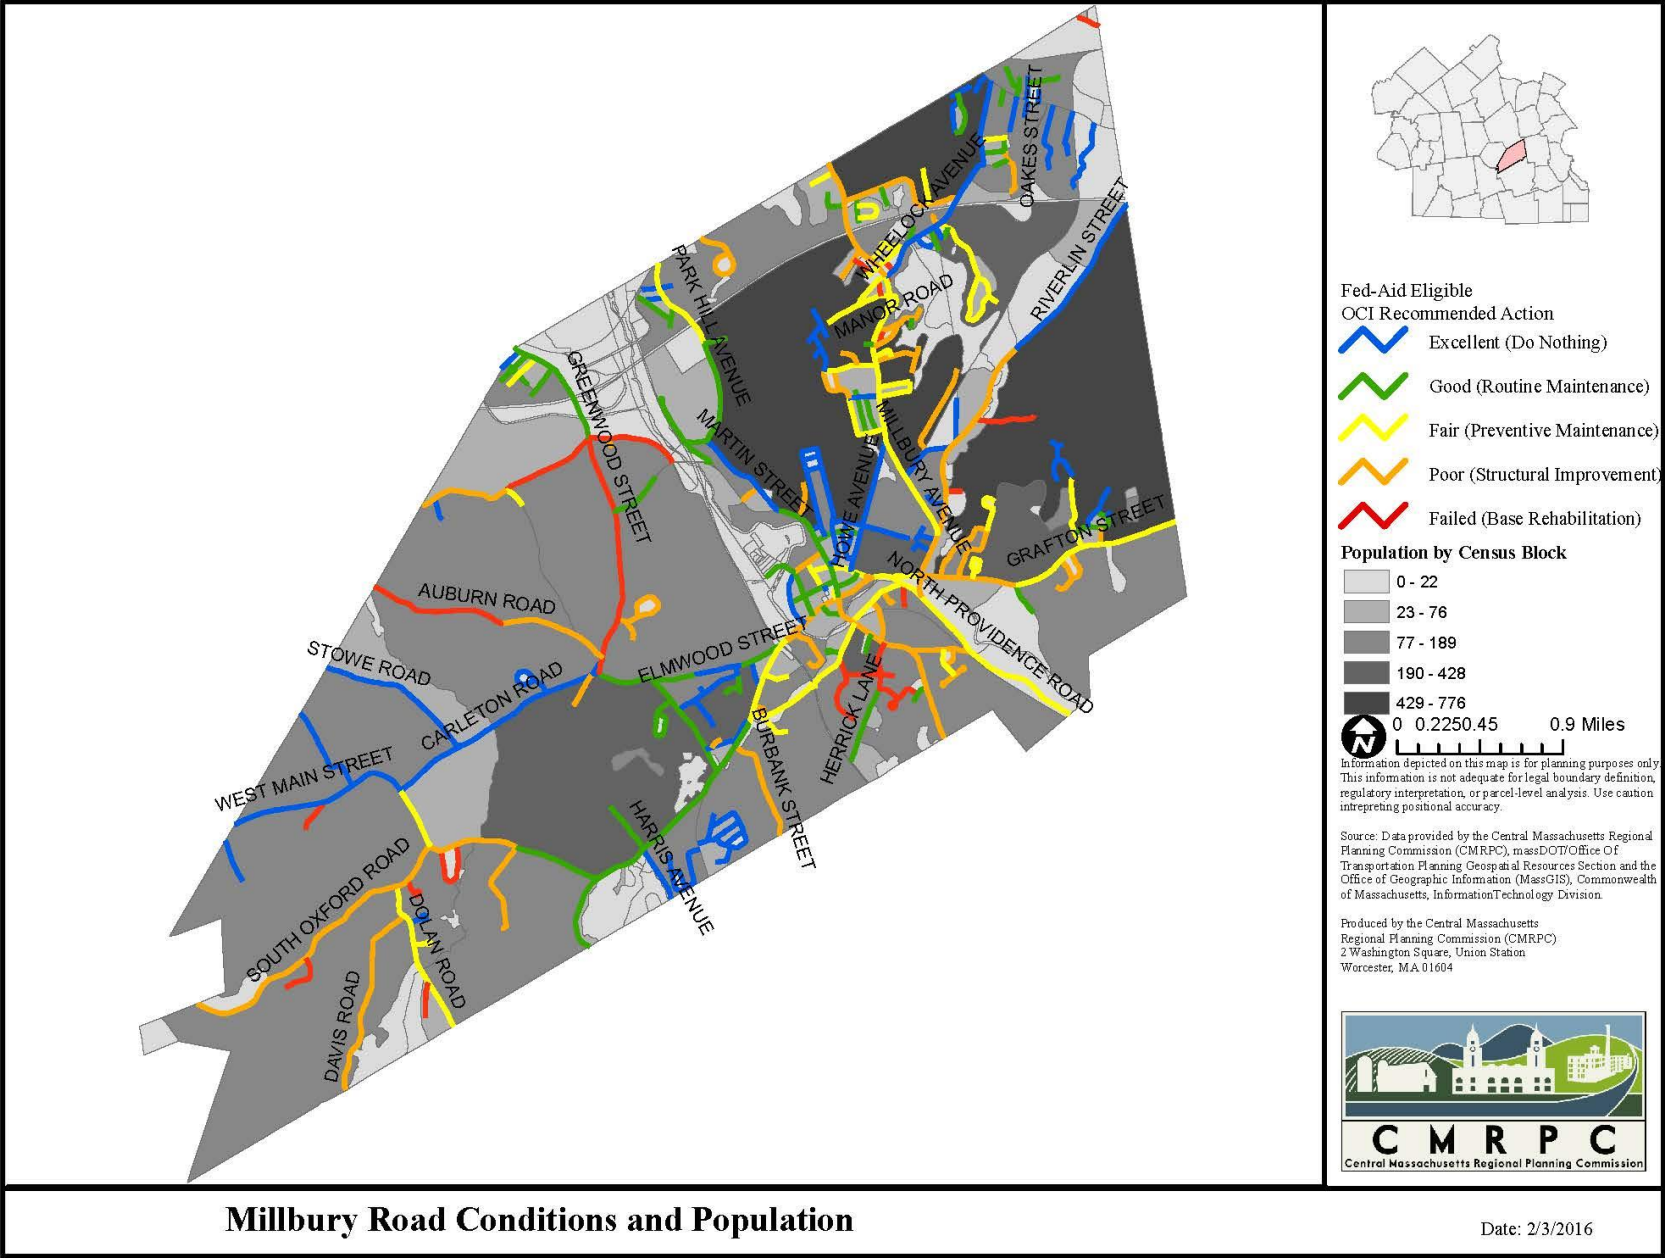 OAKES STREET
WHEELOCK AVENUE
RIVERLIN STREET
PARK HILL AVENUE
MANOR ROAD
GREENWOOD STREET
MARTIN STREET
MILLBURY AVENUE
HOWE AVENUE
GRAFTON STREET
NORTH PROVIDENCE ROAD
AUBURN ROAD
STOWE ROAD
ELMWOOD STREET
CARLETON ROAD
HERRICK LANE
BURBANK STREET
WEST MAIN STREET
HARRIS AVENUE
SOUTH OXFORD ROAD
DOLAN ROAD
DAVIS ROAD
Fed-Aid Eligible
OCI Recommended Action
Excellent (Do Nothing)
Good (Routine Maintenance)
Fair (Preventive Maintenance)
Poor (Structural Improvement)
Failed (Base Rehabilitation)
Population by Census Block
0 - 22
23 - 76
77 - 189
190 - 428
429 - 776
N
0 0.2250.45 0.9 Miles
Information depicted on this map is for planning purposes only.
This information is not adequate for legal boundary definition,
regulatory interpretation, or parcel-level analysis. Use caution
intrepreting positional accuracy.
Source: Data provided by the Central Massachusetts Regional
Planning Commission (CMRPC), massDOT/Office Of
Transportation Planning Geospatial Resources Section and the
Office of Geographic Information (MassGIS), Commonwealth
of Massachusetts, InformationTechnology Division.
Produced by the Central Massachusetts
Regional Planning Commission (CMRPC)
2 Washington Square, Union Station
Worcester, MA 01604
CMRPC
Central Massachusetts Regional Planning Commission
Millbury Road Conditions and Population
Date: 2/3/2016